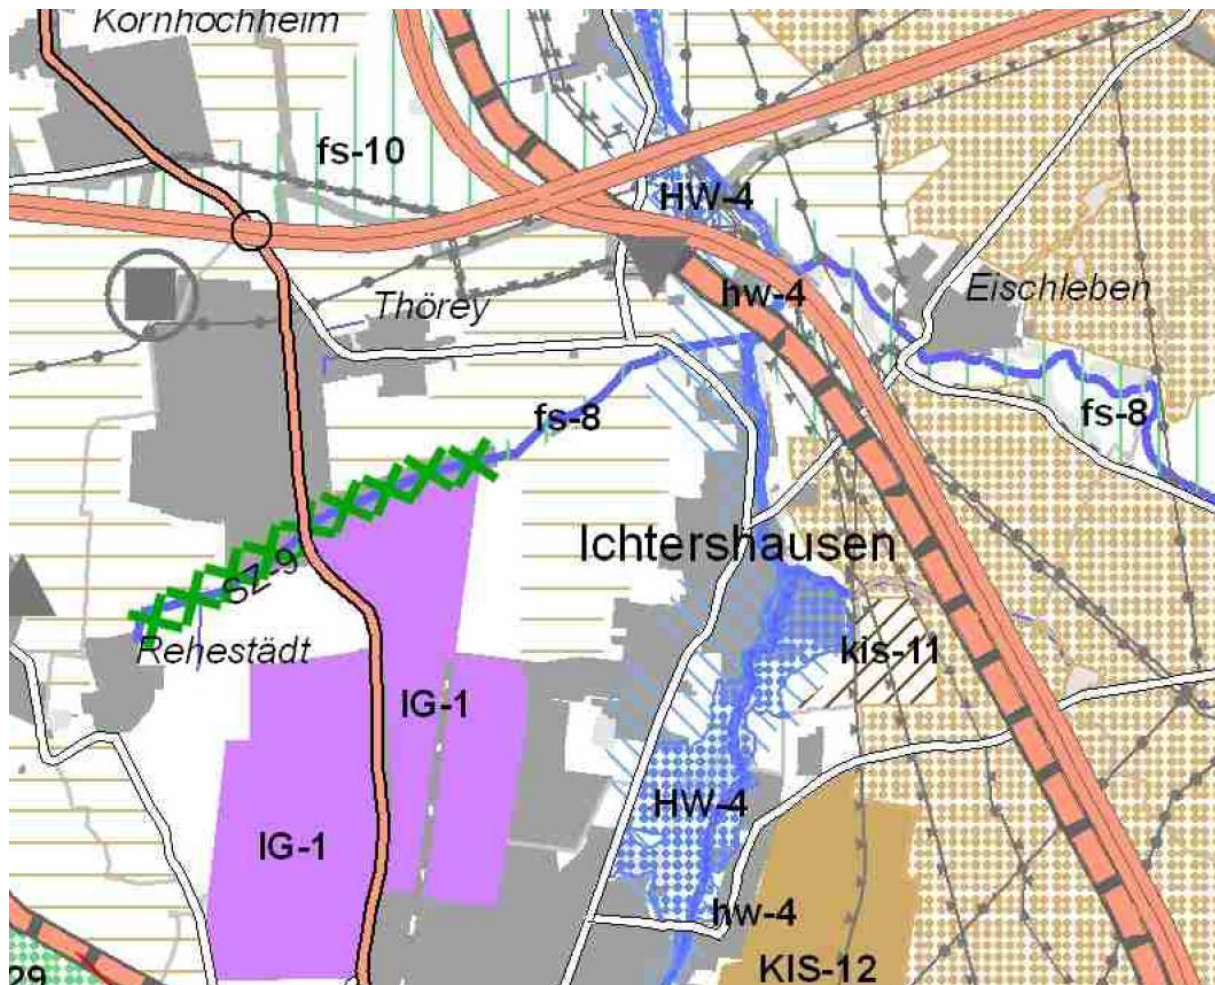 Kornhochheim
fs-10
HW-4
hw-4
Eischleben
Thörey
fs-8
fs-8
Ichtershausen
SZ-9
Rehestädt
kis-11
IG-1
HW-4
IG-1
hw-4
KIS-12
29